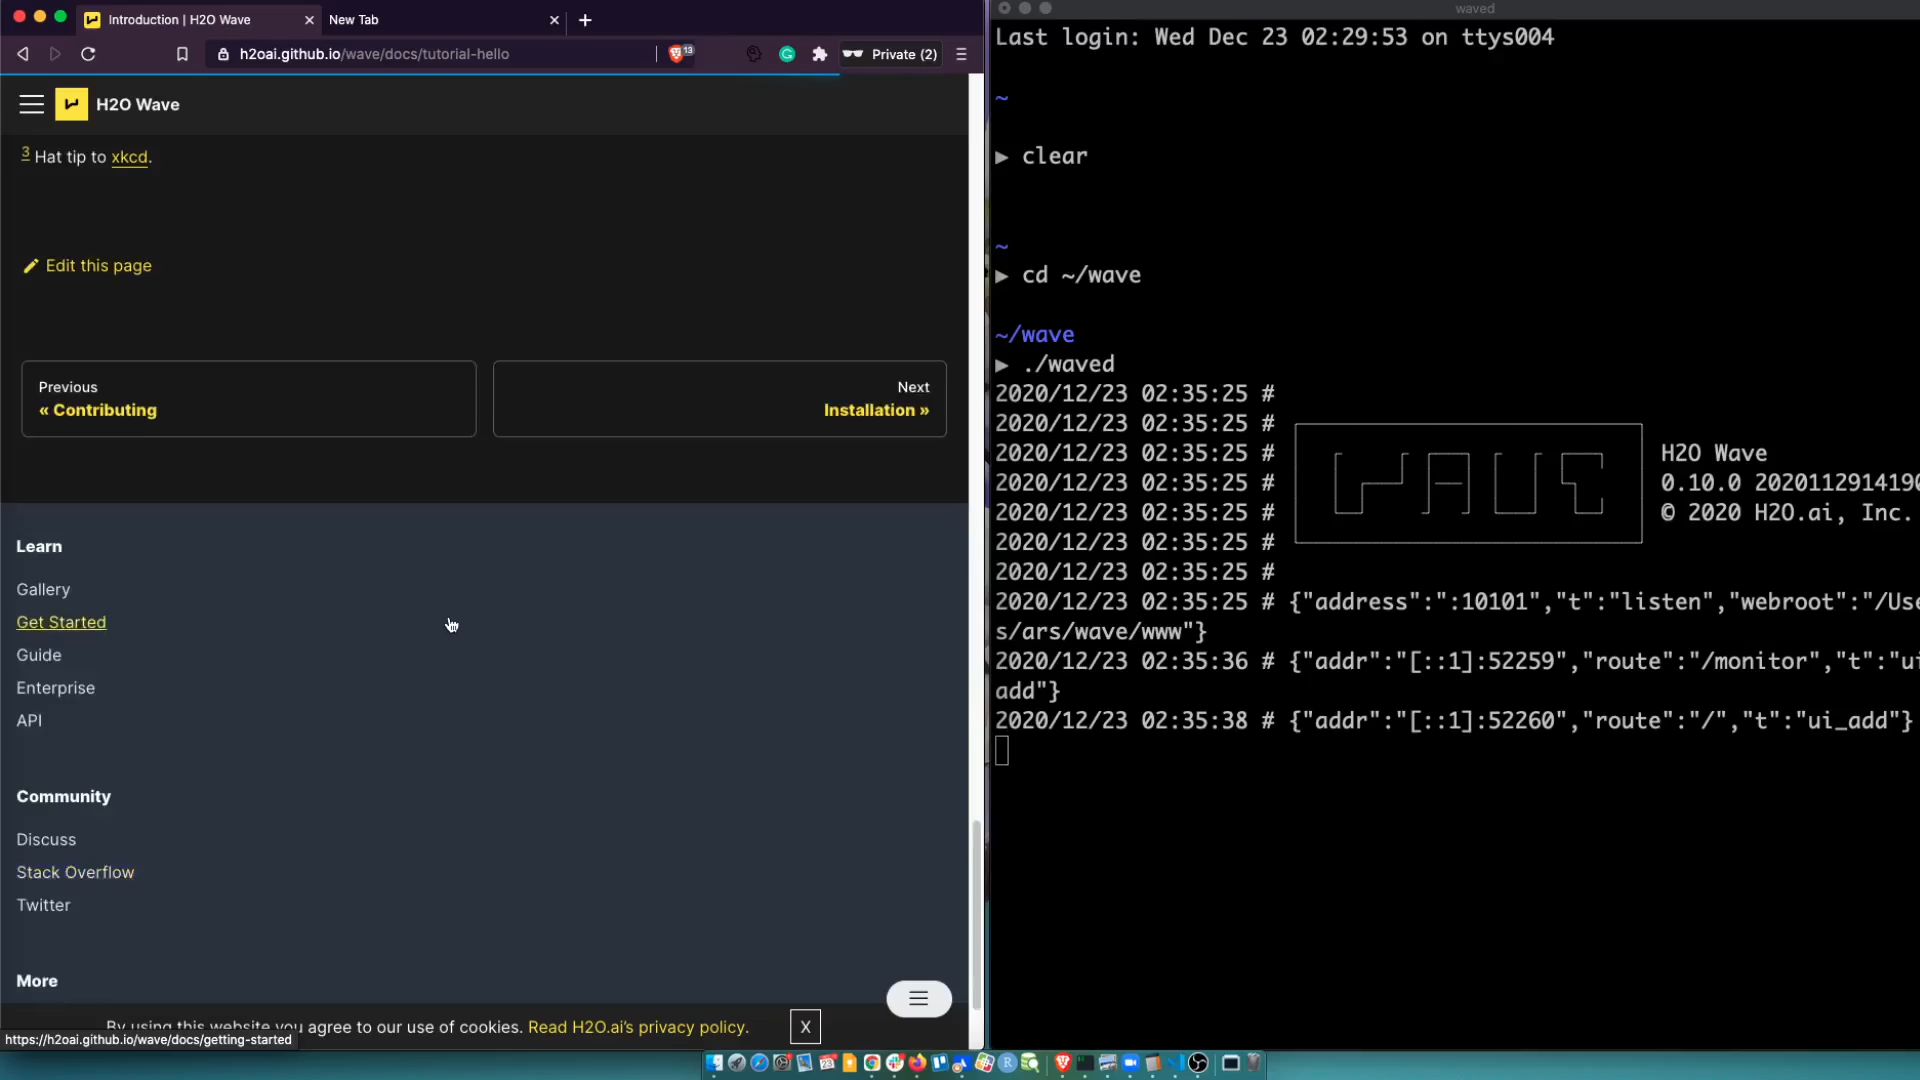 Introduction | H2O Wave
New Tab
h2oai.github.io/wave/docs/tutorial-hello
13
Private (2)
H2O Wave
3 Hat tip to xkcd.
Edit this page
Previous
« Contributing
Next
Installation »
Learn
Gallery
Get Started
Guide
Enterprise
API
Community
Discuss
Stack Overflow
Twitter
More
By using this website you agree to our use of cookies. Read H2O.ai's privacy policy.
X
https://h2oai.github.io/wave/docs/getting-started
waved
Last login: Wed Dec 23 02:29:53 on ttys004
~
▶ clear
~
▶ cd ~/wave
~/wave
▶ ./waved
2020/12/23 02:35:25 #
2020/12/23 02:35:25 #
2020/12/23 02:35:25 # H2O Wave
2020/12/23 02:35:25 # 0.10.0 2020112914190
2020/12/23 02:35:25 # © 2020 H2O.ai, Inc.
2020/12/23 02:35:25 #
2020/12/23 02:35:25 #
2020/12/23 02:35:25 # {"address":":10101","t":"listen","webroot":"/Use
s/ars/wave/www"}
2020/12/23 02:35:36 # {"addr":"[::1]:52259","route":"/monitor","t":"ui
add"}
2020/12/23 02:35:38 # {"addr":"[::1]:52260","route":"/","t":"ui_add"}